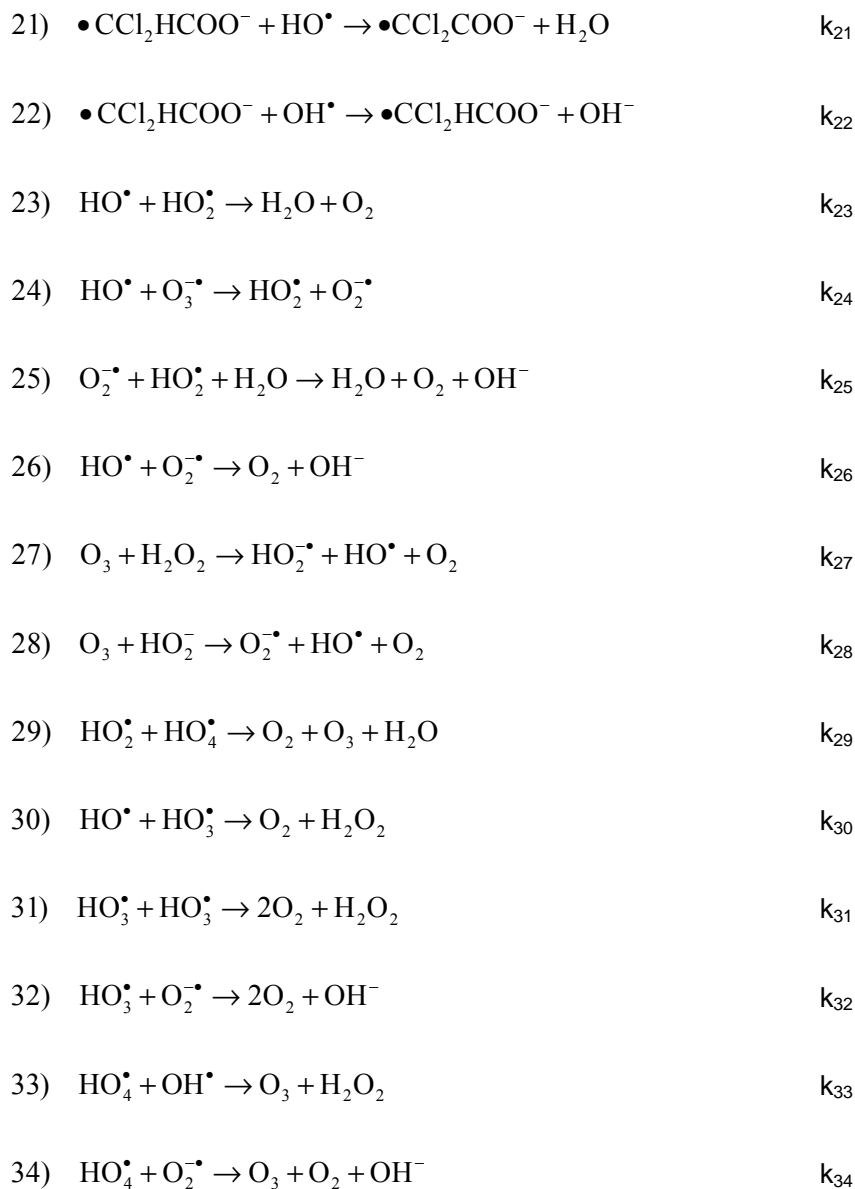 21) •CCl₂HCOO⁻ + HO• → •CCl₂COO⁻ + H₂O k₂₁
22) •CCl₂HCOO⁻ + OH• → •CCl₂HCOO⁻ + OH⁻ k₂₂
23) HO• + HO₂• → H₂O + O₂ k₂₃
24) HO• + O₃⁻• → HO₂• + O₂⁻• k₂₄
25) O₂⁻• + HO₂• + H₂O → H₂O + O₂ + OH⁻ k₂₅
26) HO• + O₂⁻• → O₂ + OH⁻ k₂₆
27) O₃ + H₂O₂ → HO₂⁻• + HO• + O₂ k₂₇
28) O₃ + HO₂⁻ → O₂⁻• + HO• + O₂ k₂₈
29) HO₂• + HO₄• → O₂ + O₃ + H₂O k₂₉
30) HO• + HO₃• → O₂ + H₂O₂ k₃₀
31) HO₃• + HO₃• → 2O₂ + H₂O₂ k₃₁
32) HO₃• + O₂⁻• → 2O₂ + OH⁻ k₃₂
33) HO₄• + OH• → O₃ + H₂O₂ k₃₃
34) HO₄• + O₂⁻• → O₃ + O₂ + OH⁻ k₃₄